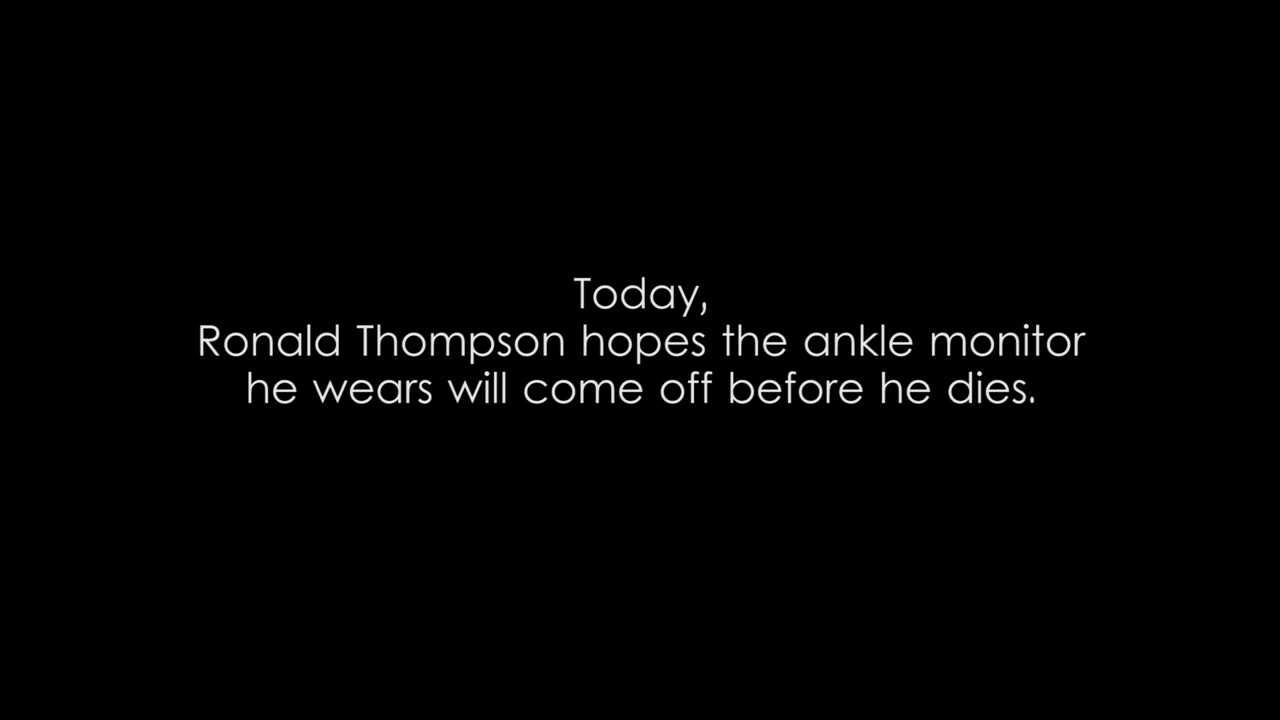 Today,
Ronald Thompson hopes the ankle monitor
he wears will come off before he dies.